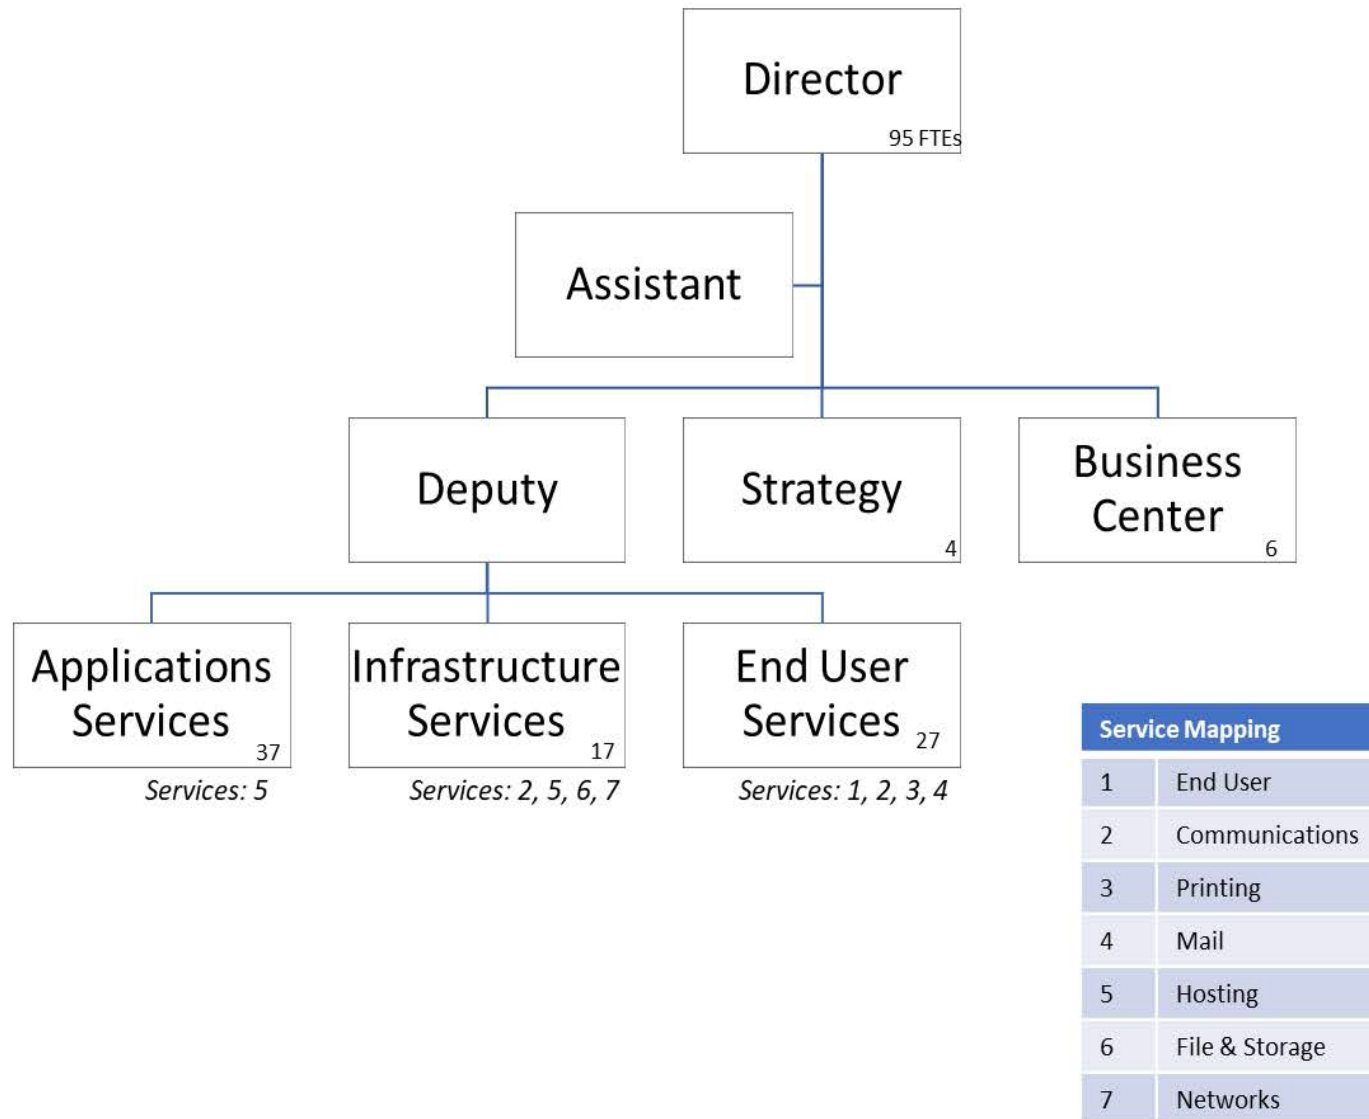 Director
95 FTEs
Assistant
Deputy
Strategy
4
Business
Center
6
Applications
Services
37
Services: 5
Infrastructure
Services
17
Services: 2, 5, 6, 7
End User
Services
27
Services: 1, 2, 3, 4
Service Mapping
1 End User
2 Communications
3 Printing
4 Mail
5 Hosting
6 File & Storage
7 Networks